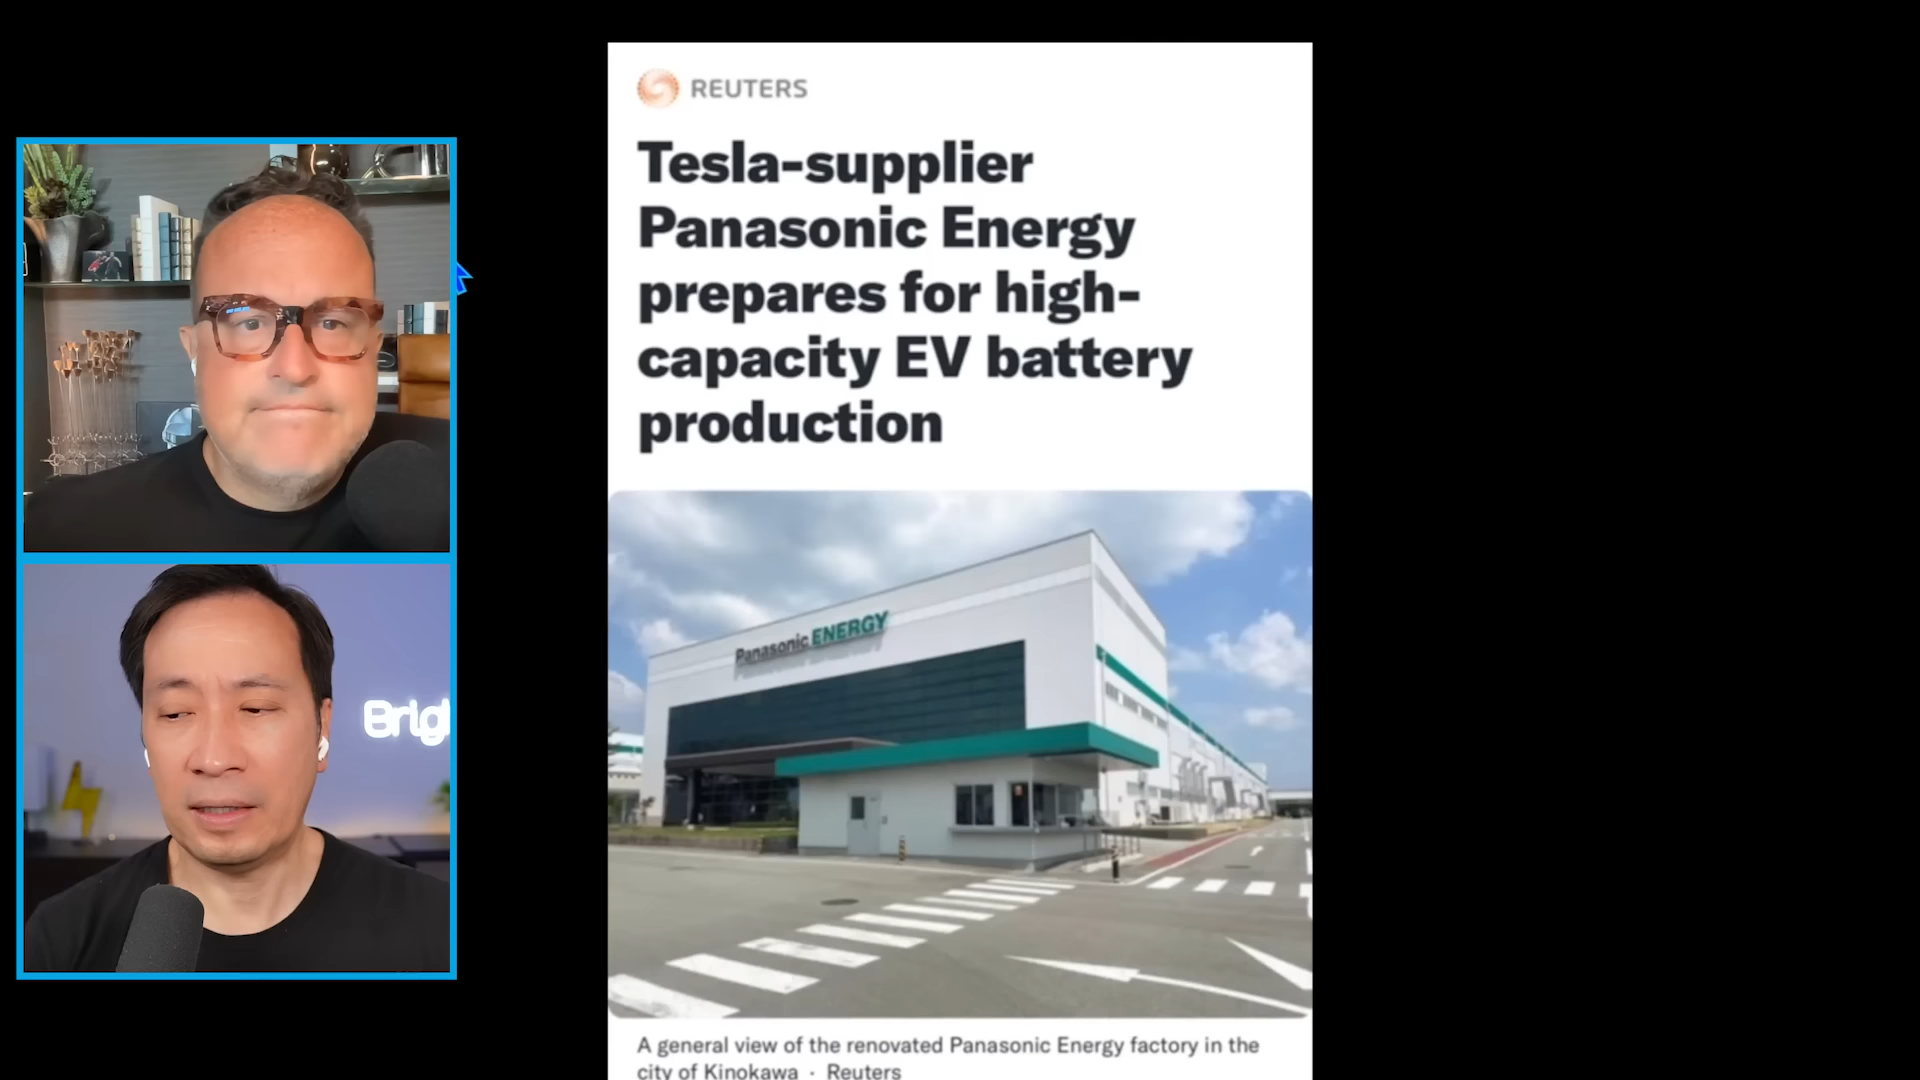 REUTERS
Tesla-supplier
Panasonic Energy
prepares for high-
capacity EV battery
production
Panasonic ENERGY
Brig
A general view of the renovated Panasonic Energy factory in the
city of Kinokawa · Reuters